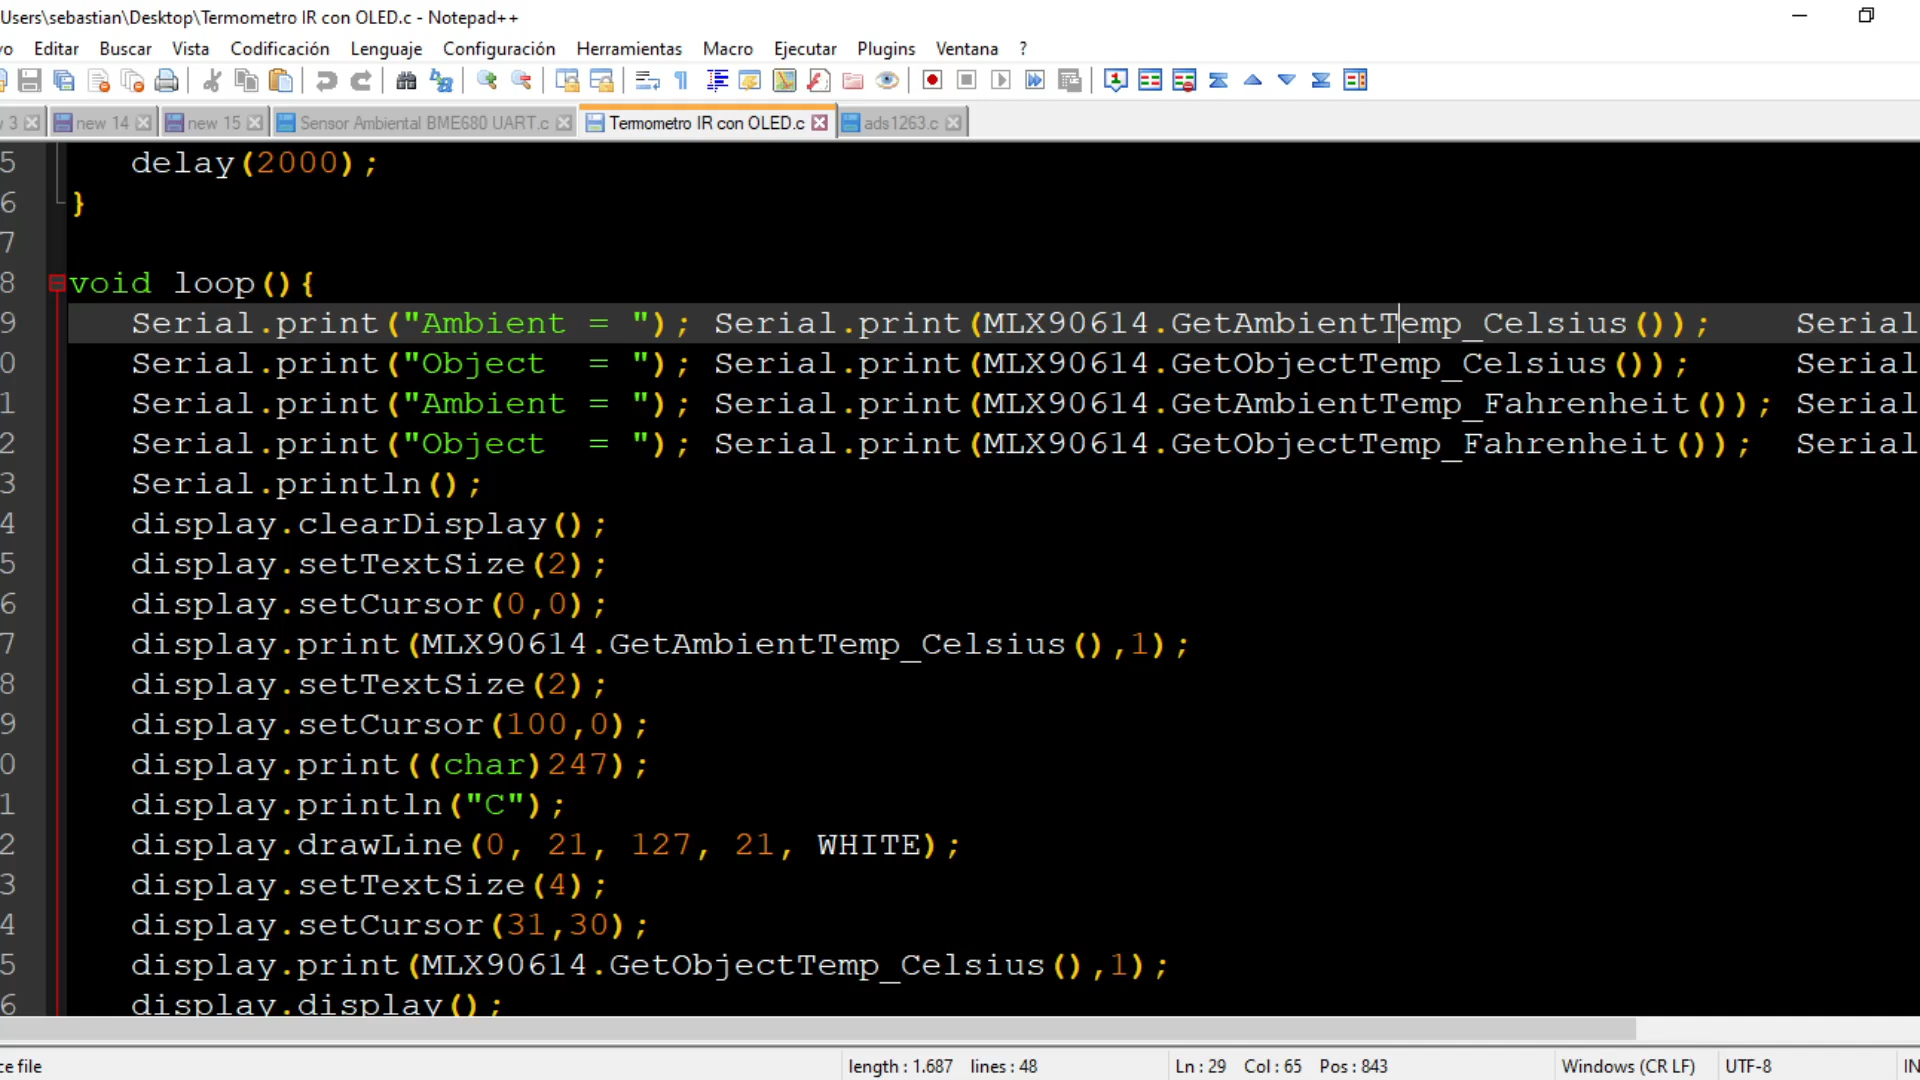 Users\sebastian\Desktop\Termometro IR con OLED.c - Notepad++
vo Editar Buscar Vista Codificación Lenguaje Configuración Herramientas Macro Ejecutar Plugins Ventana ?
v 3 new 14 new 15 Sensor Ambiental BME680 UART.c Termometro IR con OLED.c ads1263.c
5 delay(2000);
6 }
7
8 void loop(){
9 Serial.print("Ambient = "); Serial.print(MLX90614.GetAmbientTemp_Celsius()); Serial
0 Serial.print("Object  = "); Serial.print(MLX90614.GetObjectTemp_Celsius()); Serial
1 Serial.print("Ambient = "); Serial.print(MLX90614.GetAmbientTemp_Fahrenheit()); Serial
2 Serial.print("Object  = "); Serial.print(MLX90614.GetObjectTemp_Fahrenheit()); Serial
3 Serial.println();
4 display.clearDisplay();
5 display.setTextSize(2);
6 display.setCursor(0,0);
7 display.print(MLX90614.GetAmbientTemp_Celsius(),1);
8 display.setTextSize(2);
9 display.setCursor(100,0);
0 display.print((char)247);
1 display.println("C");
2 display.drawLine(0, 21, 127, 21, WHITE);
3 display.setTextSize(4);
4 display.setCursor(31,30);
5 display.print(MLX90614.GetObjectTemp_Celsius(),1);
6 display.display();
ce file length : 1.687 lines : 48 Ln : 29 Col : 65 Pos : 843 Windows (CR LF) UTF-8 IN